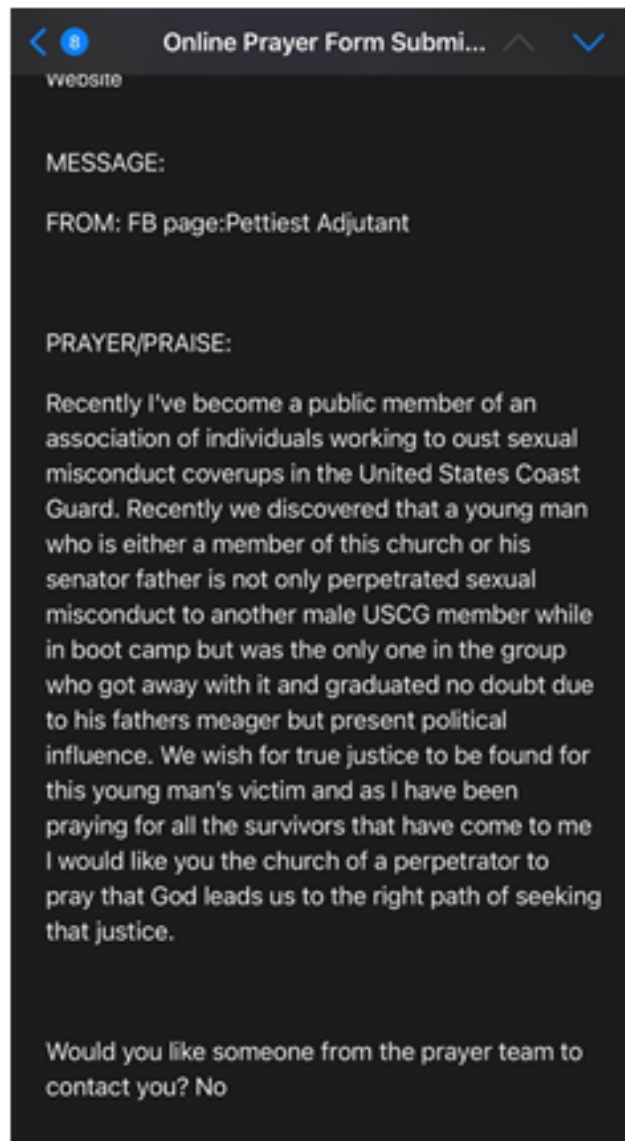 8
Online Prayer Form Submi...
Website
MESSAGE:
FROM: FB page:Pettiest Adjutant
PRAYER/PRAISE:
Recently I've become a public member of an
association of individuals working to oust sexual
misconduct coverups in the United States Coast
Guard. Recently we discovered that a young man
who is either a member of this church or his
senator father is not only perpetrated sexual
misconduct to another male USCG member while
in boot camp but was the only one in the group
who got away with it and graduated no doubt due
to his fathers meager but present political
influence. We wish for true justice to be found for
this young man's victim and as I have been
praying for all the survivors that have come to me
I would like you the church of a perpetrator to
pray that God leads us to the right path of seeking
that justice.
Would you like someone from the prayer team to
contact you? No